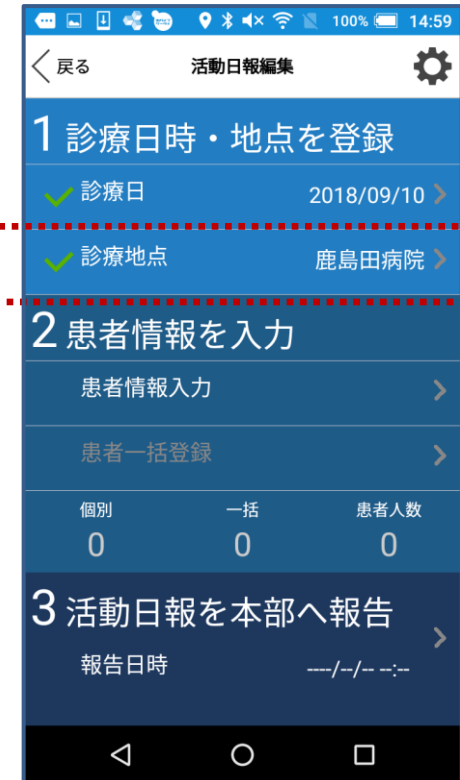 100% 14:59
戻る 活動日報編集
1 診療日時・地点を登録
診療日 2018/09/10
診療地点 鹿島田病院
2 患者情報を入力
患者情報入力
患者一括登録
個別 一括 患者人数
0 0 0
3 活動日報を本部へ報告
報告日時 ----/--/-- --:--